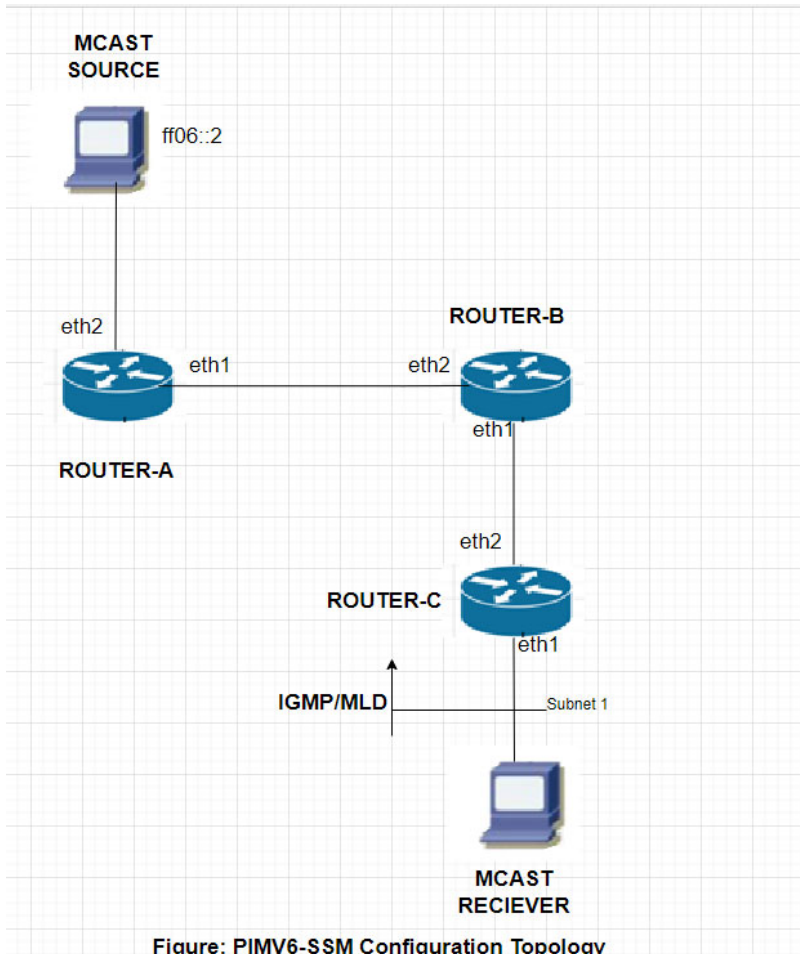 MCAST
SOURCE
ff06::2
eth2
ROUTER-B
eth1
eth2
eth1
ROUTER-A
eth2
ROUTER-C
eth1
IGMP/MLD
Subnet 1
MCAST
RECIEVER
Figure: PIMV6-SSM Configuration Topology